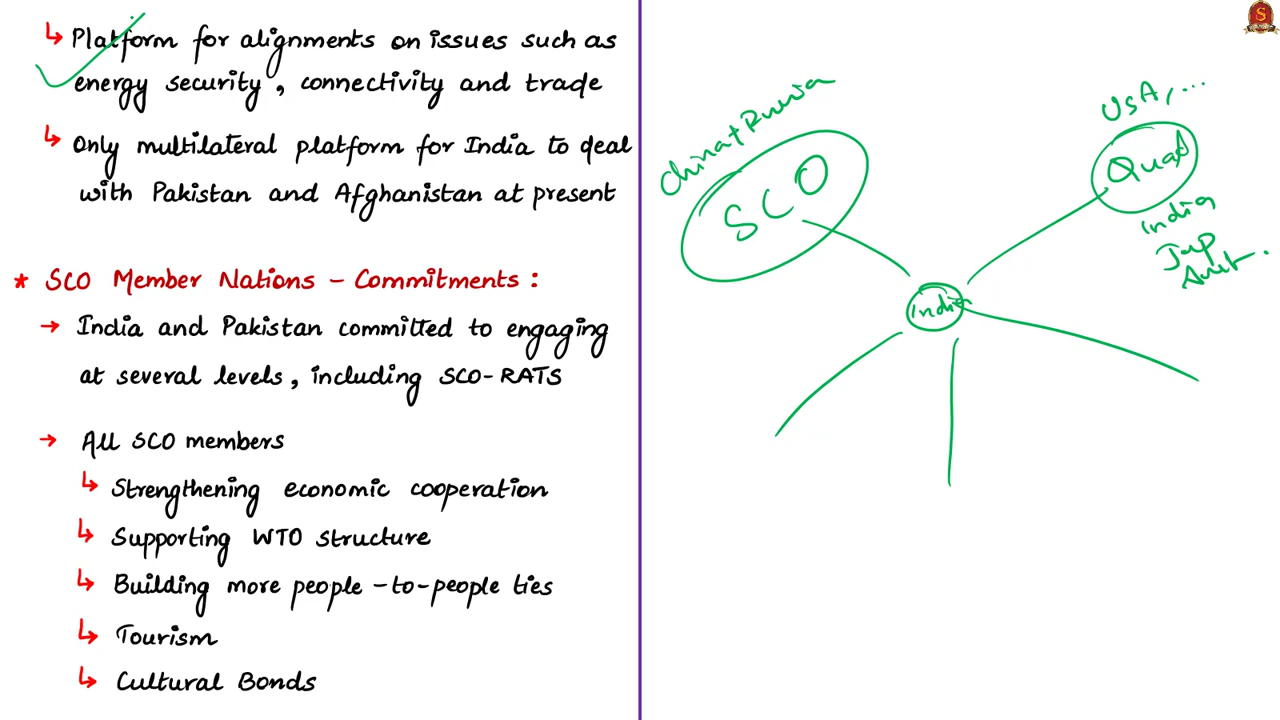 ↳ Platform for alignments on issues such as
energy security, connectivity and trade
↳ Only multilateral platform for India to deal
with Pakistan and Afghanistan at present
* SCO Member Nations - Commitments :
→ India and Pakistan committed to engaging
at several levels, including SCO-RATS
→ All SCO members
↳ Strengthening economic cooperation
↳ Supporting WTO structure
↳ Building more people-to-people ties
↳ Tourism
↳ Cultural Bonds
China + Russia
SCO
USA, ...
Quad
India
Jap
Aust.
India
S